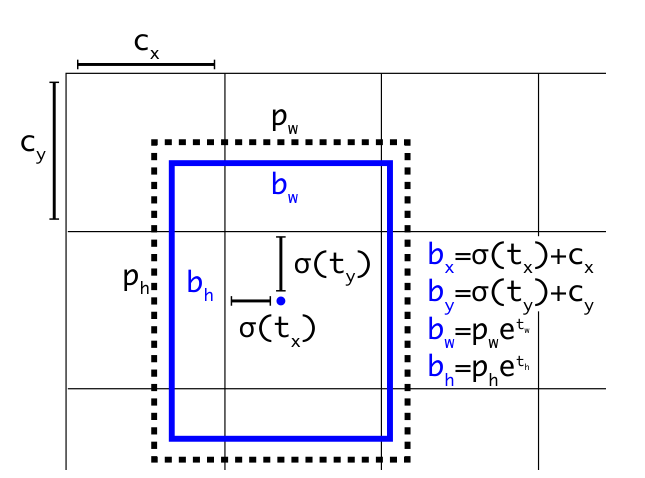 cx
cy
pw
bw
ph
bh
σ(ty)
σ(tx)
bx=σ(tx)+cx
by=σ(ty)+cy
bw=pwe^tw
bh=phe^th